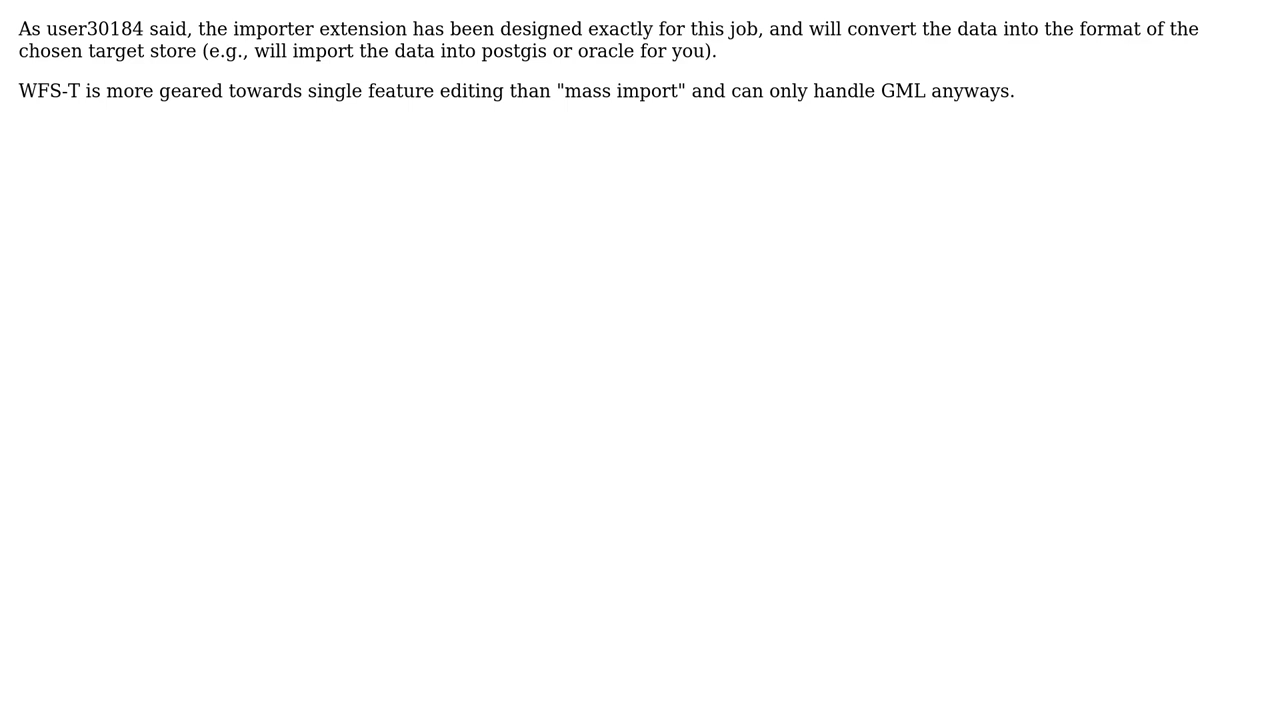 As user30184 said, the importer extension has been designed exactly for this job, and will convert the data into the format of the
chosen target store (e.g., will import the data into postgis or oracle for you).
WFS-T is more geared towards single feature editing than "mass import" and can only handle GML anyways.